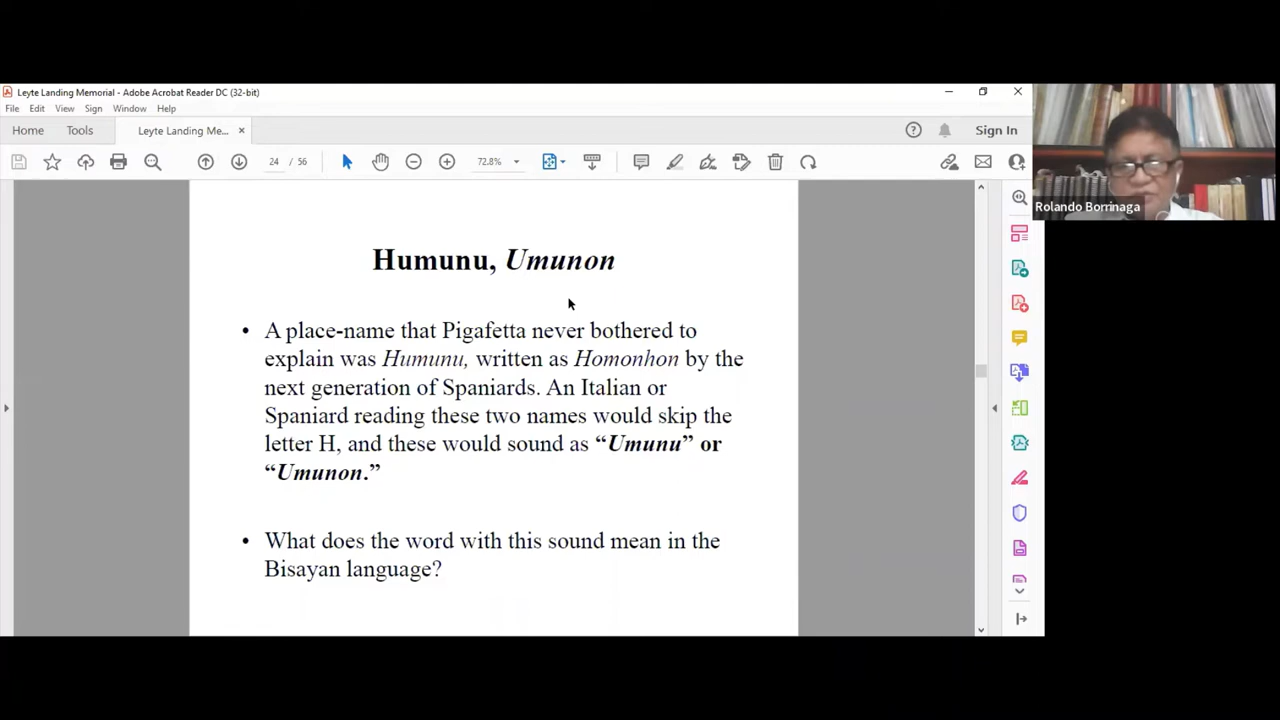 Leyte Landing Memorial - Adobe Acrobat Reader DC (32-bit)
File Edit View Sign Window Help
Home Tools Leyte Landing Me... Sign In
24 / 56 72.8%
Rolando Borrinaga
Humunu, Umunon
• A place-name that Pigafetta never bothered to
explain was Humunu, written as Homonhon by the
next generation of Spaniards. An Italian or
Spaniard reading these two names would skip the
letter H, and these would sound as “Umunu” or
“Umunon.”
• What does the word with this sound mean in the
Bisayan language?